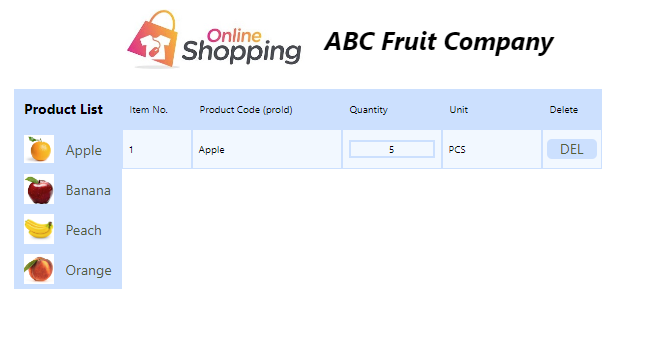 Online
Shopping
ABC Fruit Company
Product List
Item No.
Product Code (proId)
Quantity
Unit
Delete
Apple
1
Apple
5
PCS
DEL
Banana
Peach
Orange